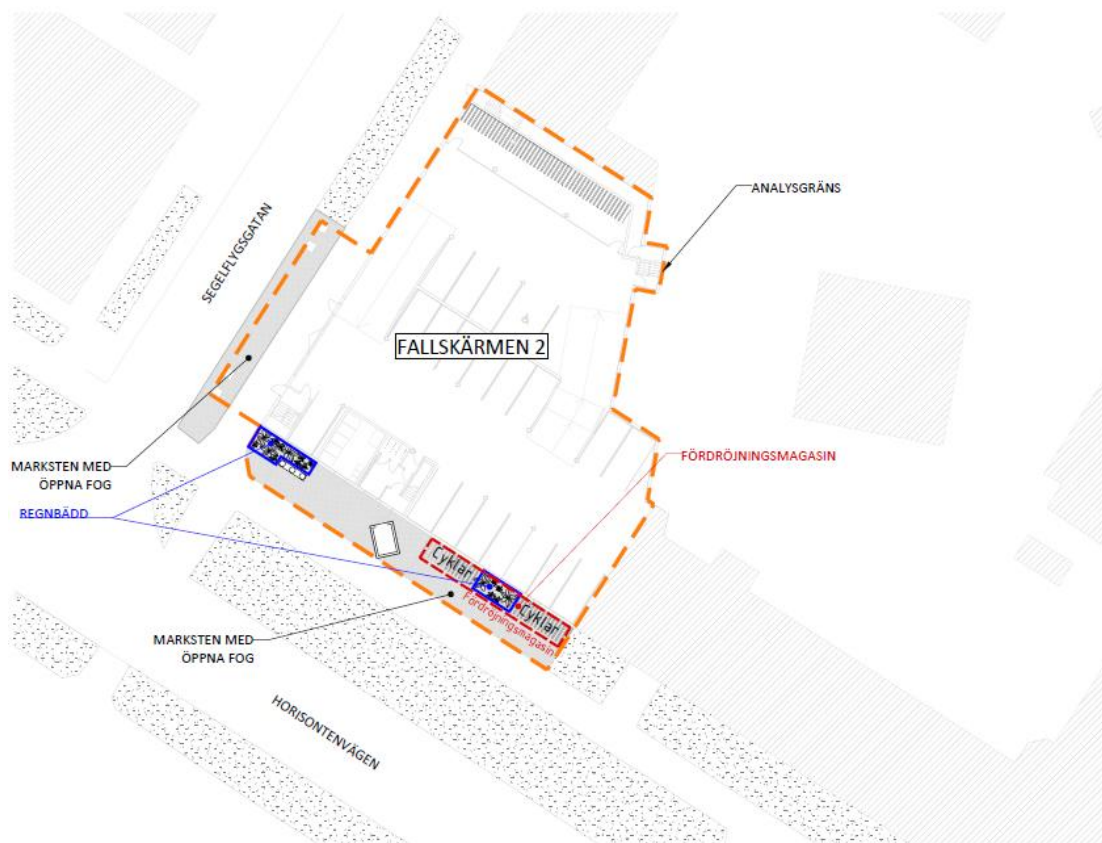 ANALYSGRÄNS
SEGELFLYGSGATAN
FALLSKÄRMEN 2
MARKSTEN MED
ÖPPNA FOG
FÖRDRÖJNINGSMAGASIN
REGNBÄDD
Cyklar
Cyklar
Fördröjningsmagasin
MARKSTEN MED
ÖPPNA FOG
HORISONTENVÄGEN